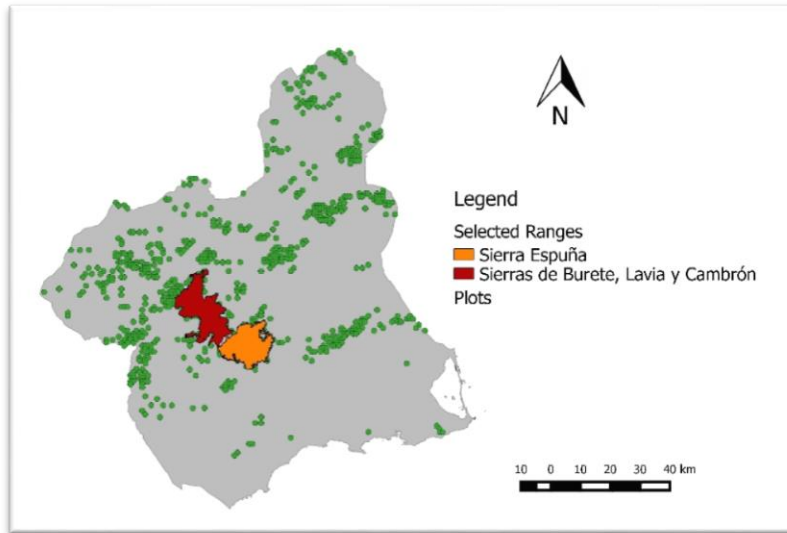 N
Legend
Selected Ranges
Sierra Espuña
Sierras de Burete, Lavia y Cambrón
Plots
10 0 10 20 30 40 km